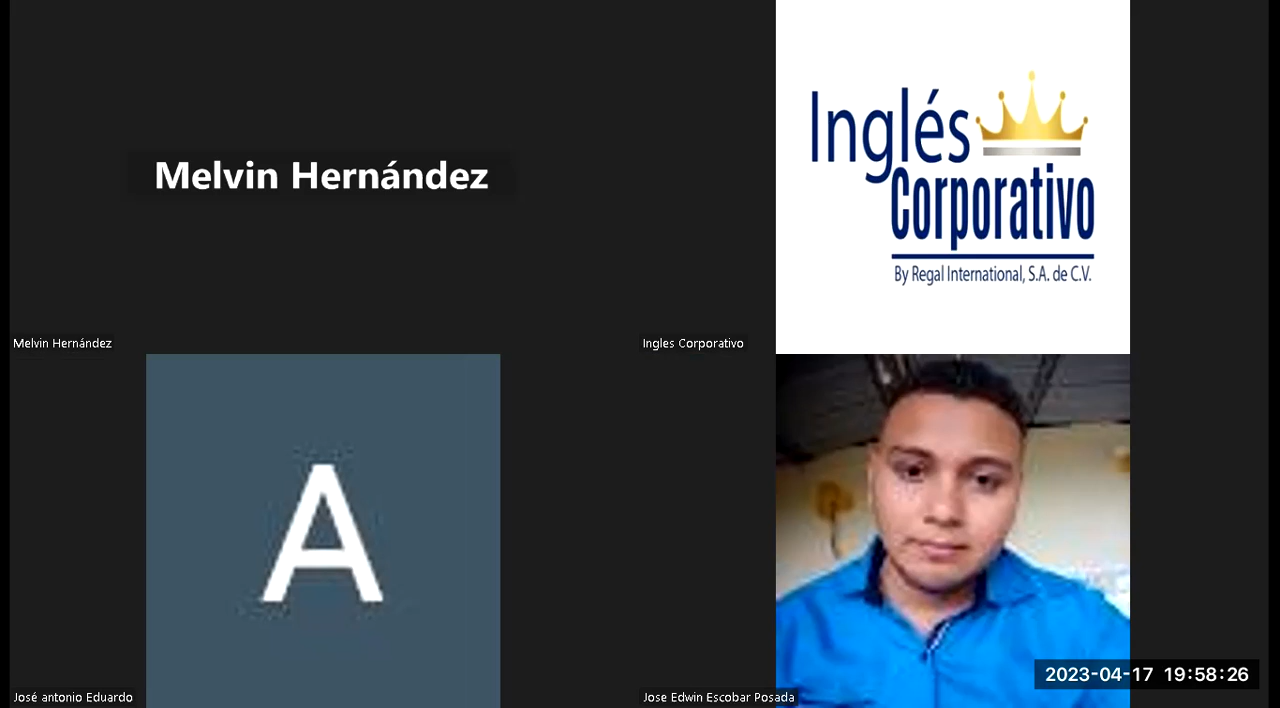 Melvin Hernández
Melvin Hernández
Inglés
Corporativo
By Regal International, S.A. de C.V.
Ingles Corporativo
A
José antonio Eduardo
Jose Edwin Escobar Posada
2023-04-17 19:58:26